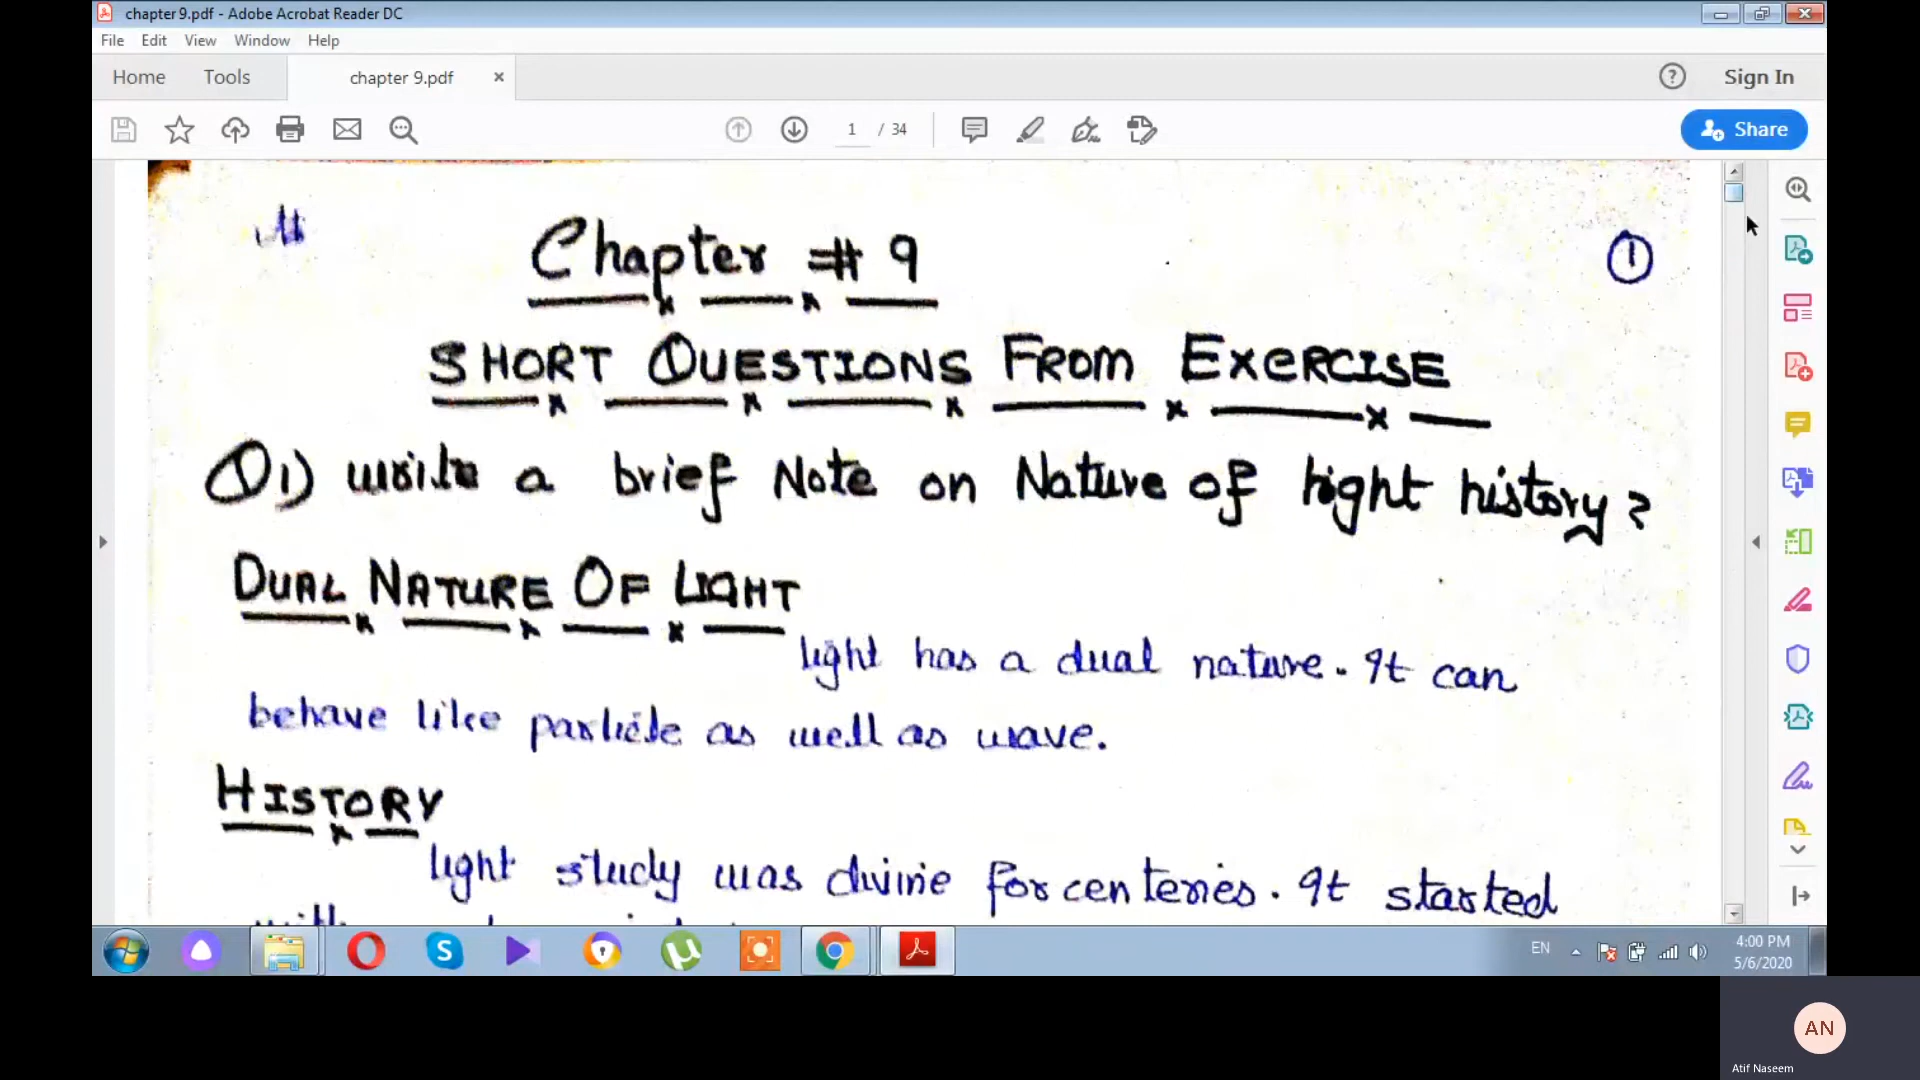 chapter 9.pdf - Adobe Acrobat Reader DC
File Edit View Window Help
Home Tools chapter 9.pdf × ? Sign In
1 / 34 Share
Chapter # 9
1
SHORT QUESTIONS FROM EXERCISE
Q1) write a brief Note on Nature of light history?
DUAL NATURE OF LIGHT
light has a dual nature. It can
behave like particle as well as wave.
HISTORY
light study was divine for centeries. It started
with
EN 4:00 PM
5/6/2020
AN
Atif Naseem